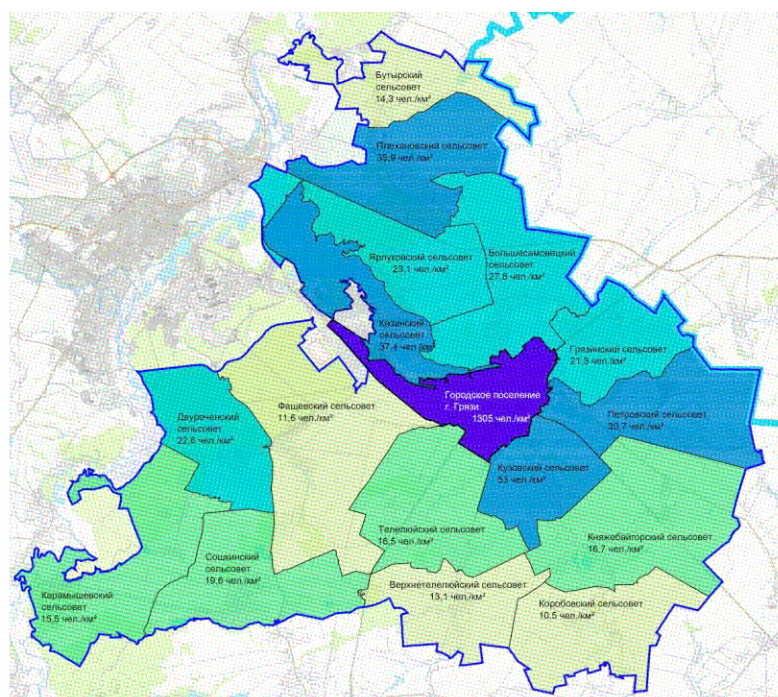 Бутырский
сельсовет
14,3 чел./км²
Плехановский сельсовет
35,9 чел./км²
Ярлуковский сельсовет
23,1 чел./км²
Большесамовецкий
сельсовет
27,8 чел./км²
Казинский
сельсовет
37,4 чел./км²
Грязинский сельсовет
21,3 чел./км²
Городское поселение
г. Грязи
1305 чел./км²
Петровский сельсовет
30,7 чел./км²
Двуреченский
сельсовет
22,6 чел./км²
Фащевский сельсовет
11,6 чел./км²
Кузовский сельсовет
53 чел./км²
Телелюйский сельсовет
16,5 чел./км²
Княжебайгорский сельсовет
16,7 чел./км²
Сошкинский
сельсовет
19,6 чел./км²
Карамышевский
сельсовет
15,5 чел./км²
Верхнетелелюйский сельсовет
13,1 чел./км²
Коробовский сельсовет
10,5 чел./км²